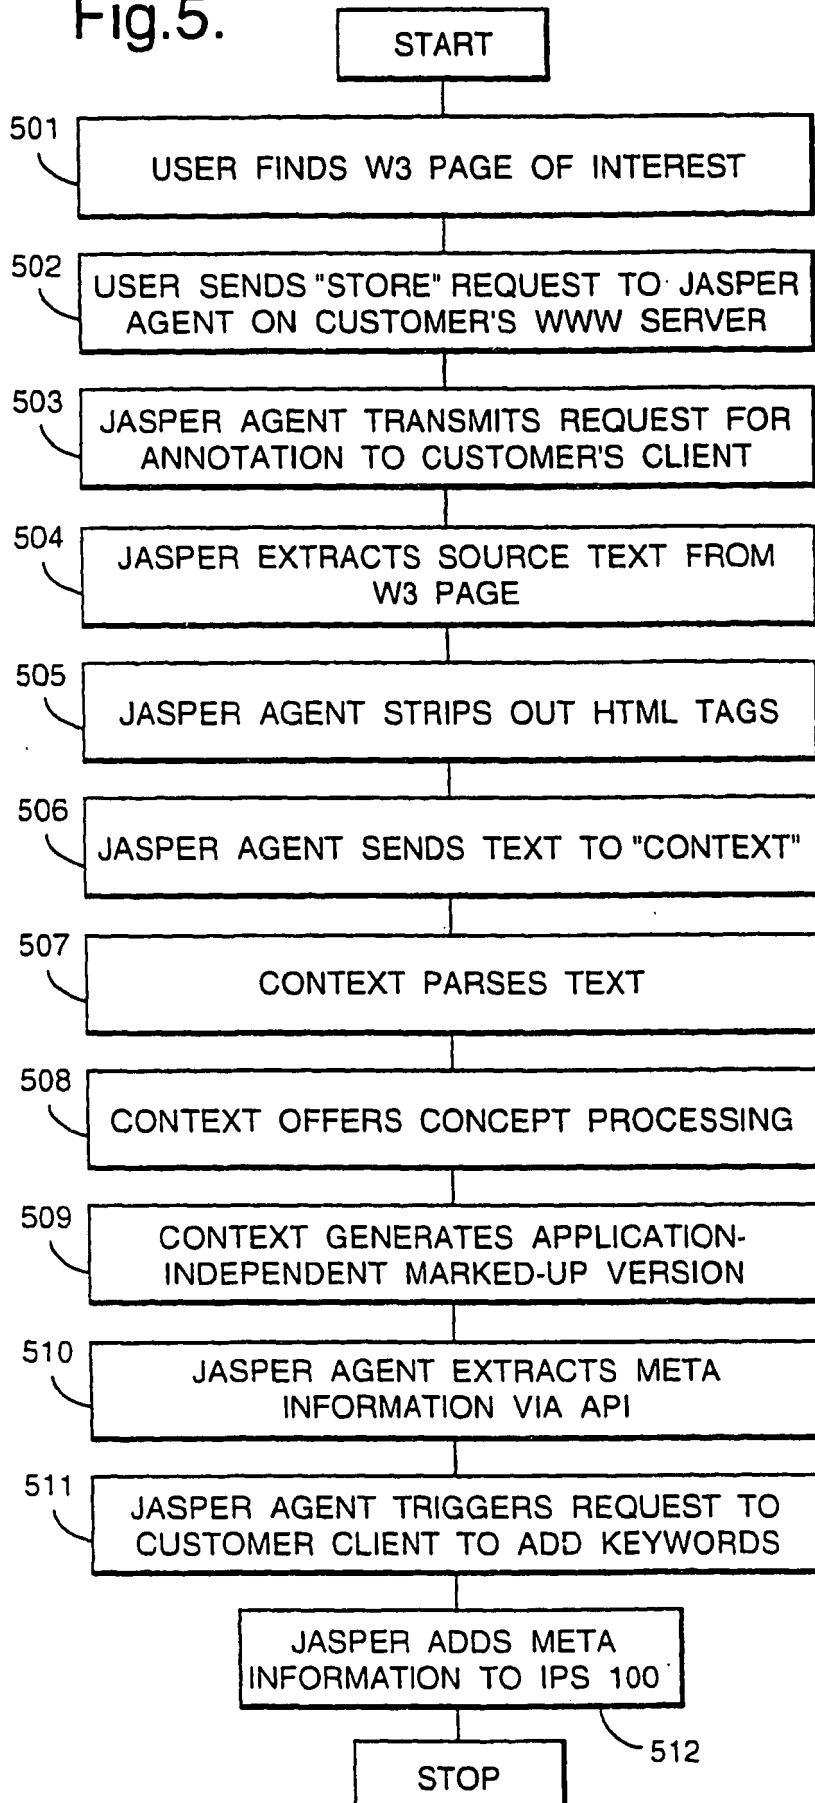 Fig.5.
START
501
USER FINDS W3 PAGE OF INTEREST
502
USER SENDS "STORE" REQUEST TO JASPER
AGENT ON CUSTOMER'S WWW SERVER
503
JASPER AGENT TRANSMITS REQUEST FOR
ANNOTATION TO CUSTOMER'S CLIENT
504
JASPER EXTRACTS SOURCE TEXT FROM
W3 PAGE
505
JASPER AGENT STRIPS OUT HTML TAGS
506
JASPER AGENT SENDS TEXT TO "CONTEXT"
507
CONTEXT PARSES TEXT
508
CONTEXT OFFERS CONCEPT PROCESSING
509
CONTEXT GENERATES APPLICATION-
INDEPENDENT MARKED-UP VERSION
510
JASPER AGENT EXTRACTS META
INFORMATION VIA API
511
JASPER AGENT TRIGGERS REQUEST TO
CUSTOMER CLIENT TO ADD KEYWORDS
JASPER ADDS META
INFORMATION TO IPS 100
512
STOP